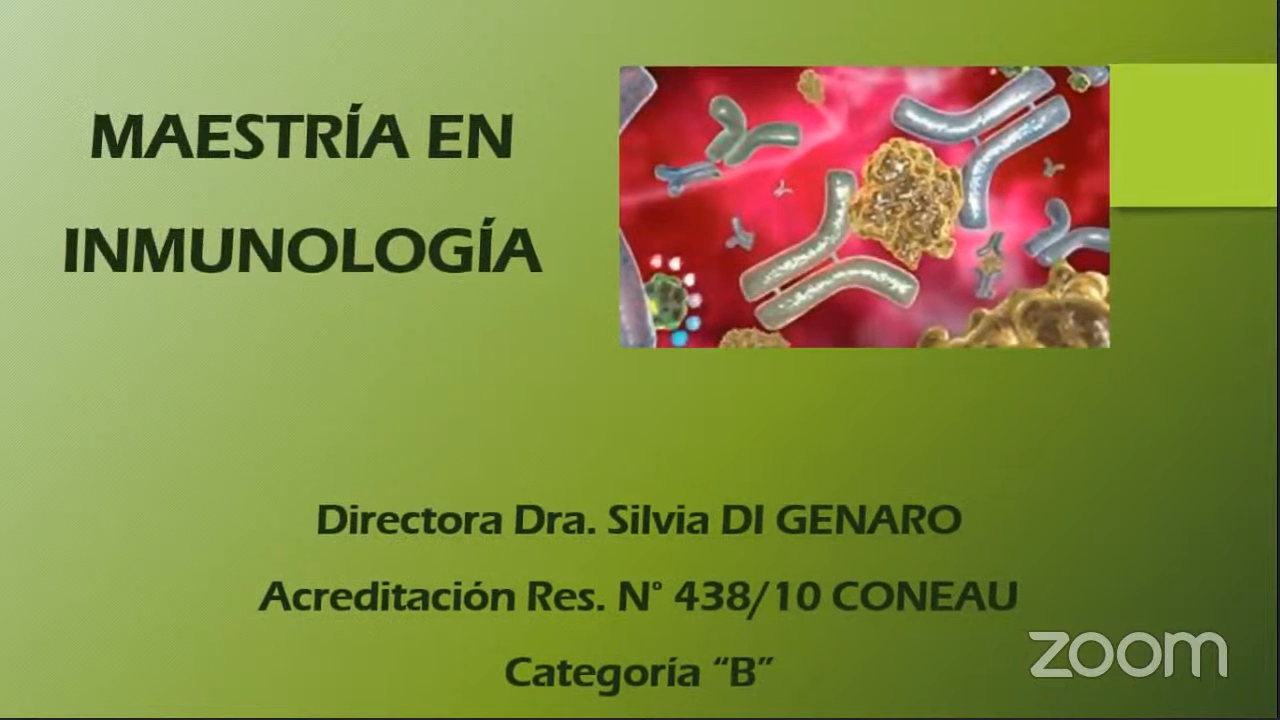 MAESTRÍA EN
INMUNOLOGÍA
Directora Dra. Silvia DI GENARO
Acreditación Res. N° 438/10 CONEAU
Categoría “B”
zoom